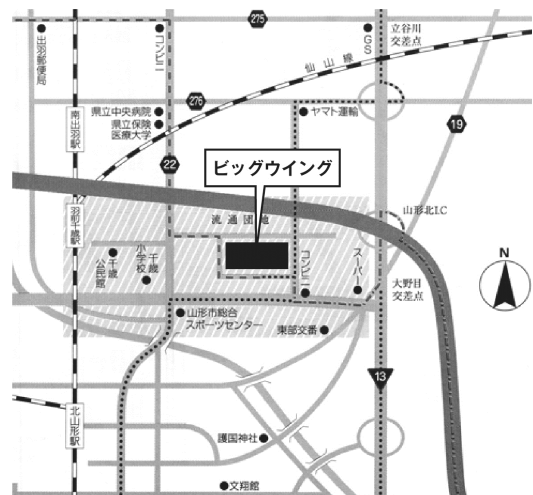 275
出羽郵便局
コンビニ
GS
立谷川
交差点
仙山線
276
県立中央病院
県立保険
医療大学
ヤマト運輸
19
南出羽駅
22
ビッグウイング
山形北I.C
流通団地
羽前千歳駅
千歳
公民館
千歳
小学校
コンビニ
スーパー
大野目
交差点
N
山形市総合
スポーツセンター
東部交番
13
北山形駅
護国神社
文翔館